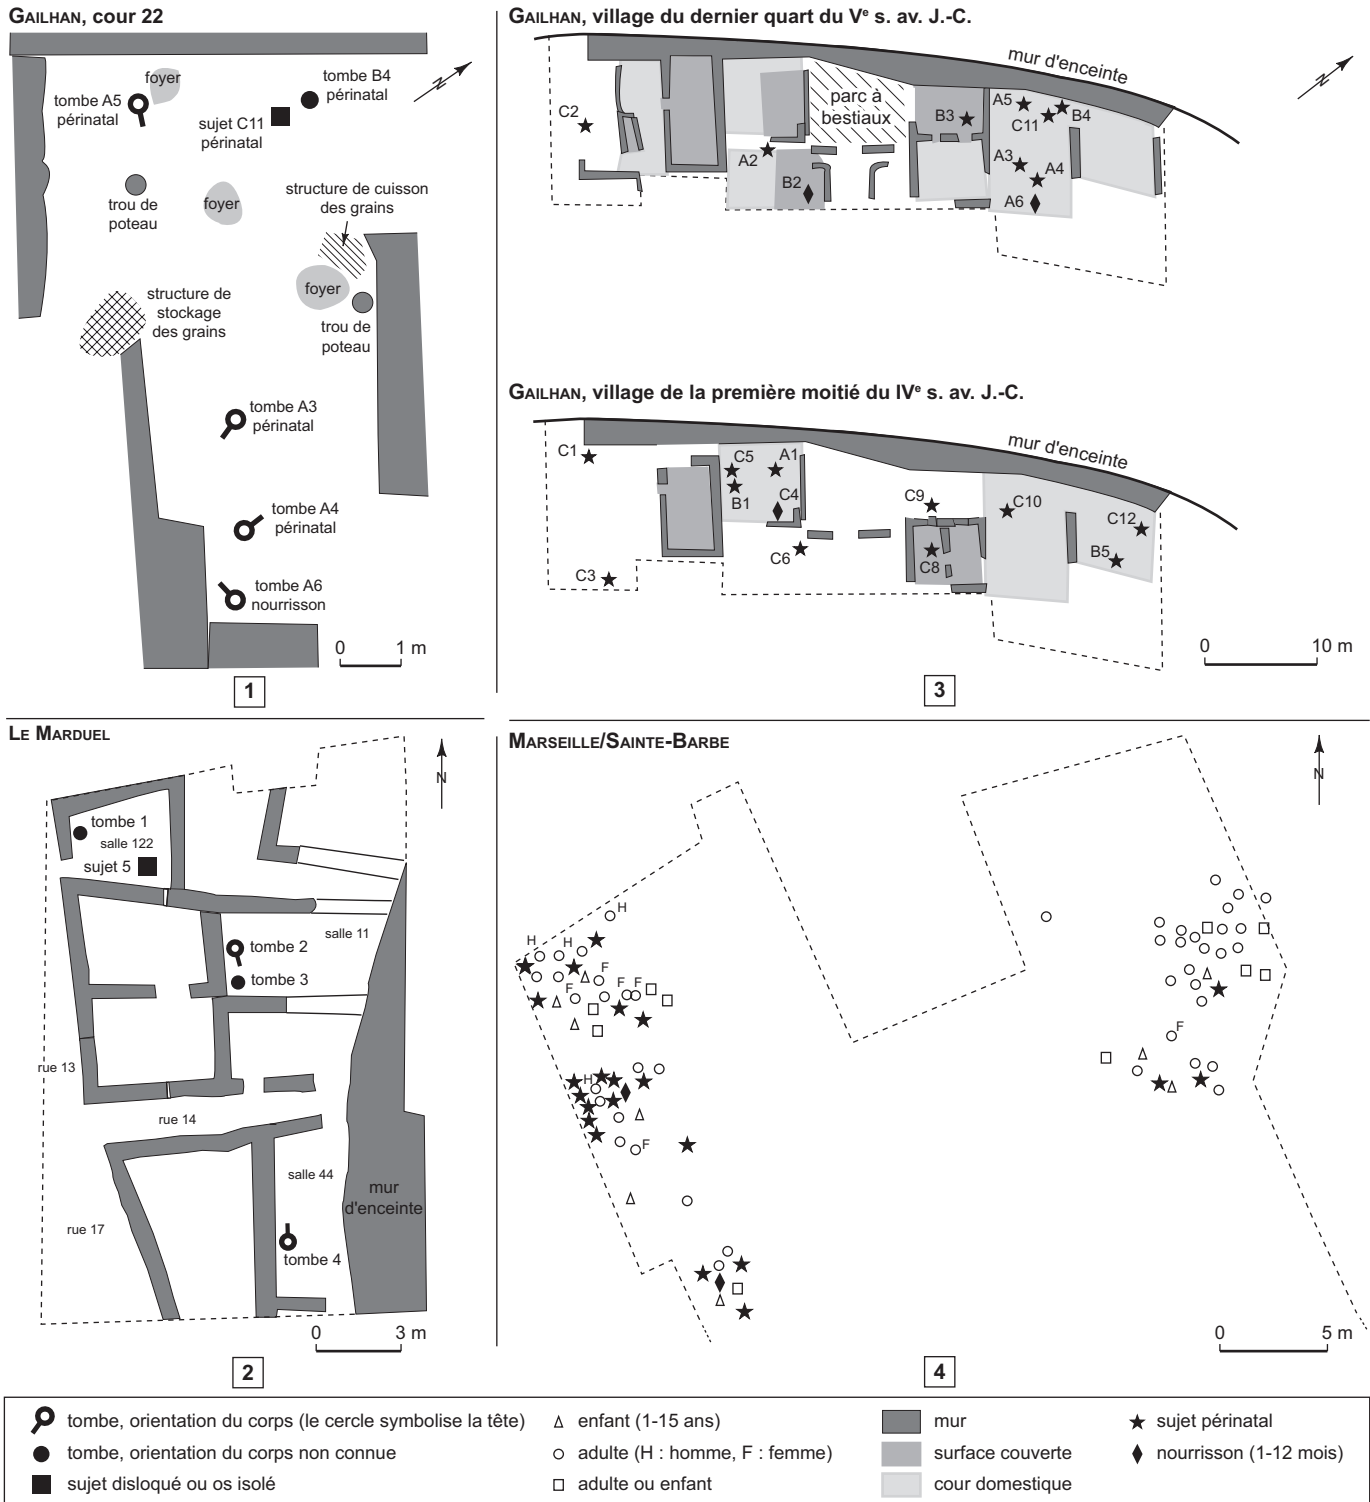 GAILHAN, cour 22
foyer
tombe A5
périnatal
tombe B4
périnatal
sujet C11
périnatal
N
trou de
poteau
foyer
structure de cuisson
des grains
foyer
trou de
poteau
structure de
stockage
des grains
tombe A3
périnatal
tombe A4
périnatal
tombe A6
nourrisson
0 1 m
1
GAILHAN, village du dernier quart du Ve s. av. J.-C.
mur d'enceinte
N
parc à
bestiaux
C2
A2
B2
B3
A5
C11
B4
A3
A4
A6
GAILHAN, village de la première moitié du IVe s. av. J.-C.
mur d'enceinte
C1
C5
A1
B1
C4
C9
C10
C12
C6
C8
B5
C3
0 10 m
3
LE MARDUEL
N
tombe 1
salle 122
sujet 5
salle 11
tombe 2
tombe 3
rue 13
rue 14
salle 44
mur
d'enceinte
rue 17
tombe 4
0 3 m
2
MARSEILLE/SAINTE-BARBE
N
H
H
H
F
F
F
F
H
F
F
0 5 m
4
tombe, orientation du corps (le cercle symbolise la tête)
tombe, orientation du corps non connue
sujet disloqué ou os isolé
enfant (1-15 ans)
adulte (H : homme, F : femme)
adulte ou enfant
mur
surface couverte
cour domestique
sujet périnatal
nourrisson (1-12 mois)